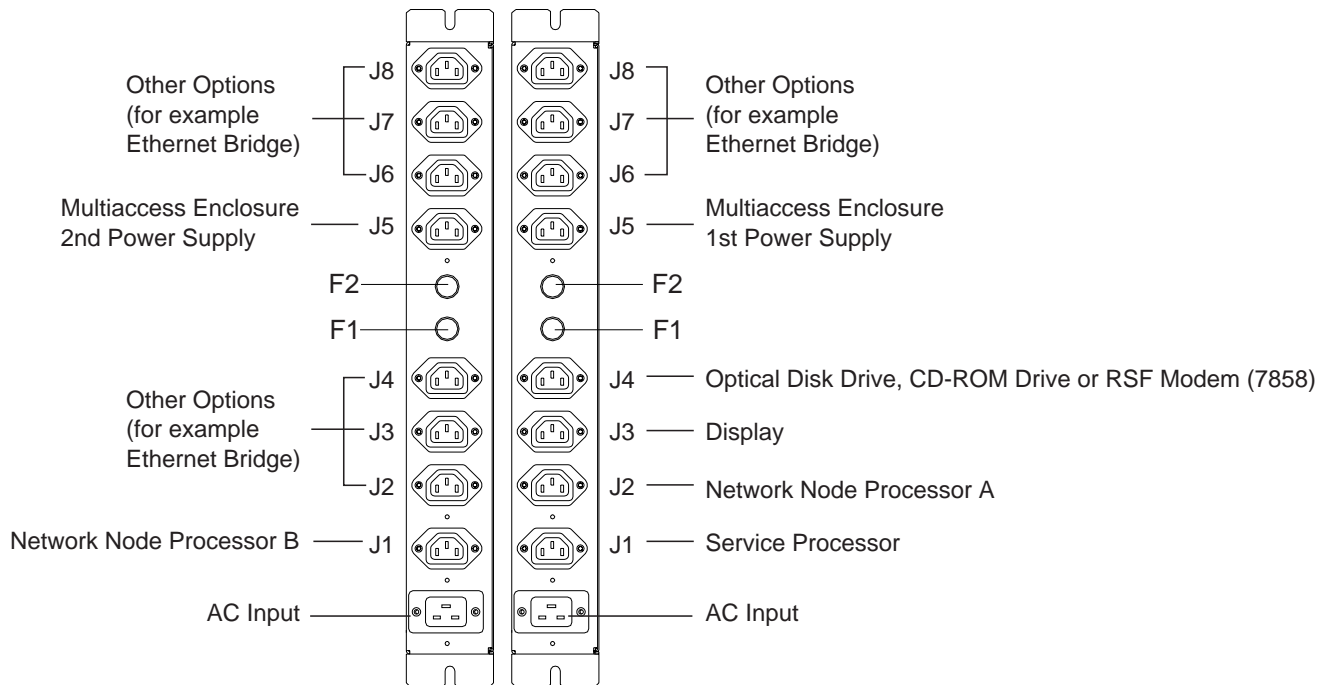 J8
J8
Other Options
(for example
Ethernet Bridge)
J7
J7
Other Options
(for example
Ethernet Bridge)
J6
J6
Multiaccess Enclosure
2nd Power Supply
J5
J5
Multiaccess Enclosure
1st Power Supply
F2
F2
F1
F1
J4
J4
Optical Disk Drive, CD-ROM Drive or RSF Modem (7858)
Other Options
(for example
Ethernet Bridge)
J3
J3
Display
J2
J2
Network Node Processor A
Network Node Processor B
J1
J1
Service Processor
AC Input
AC Input